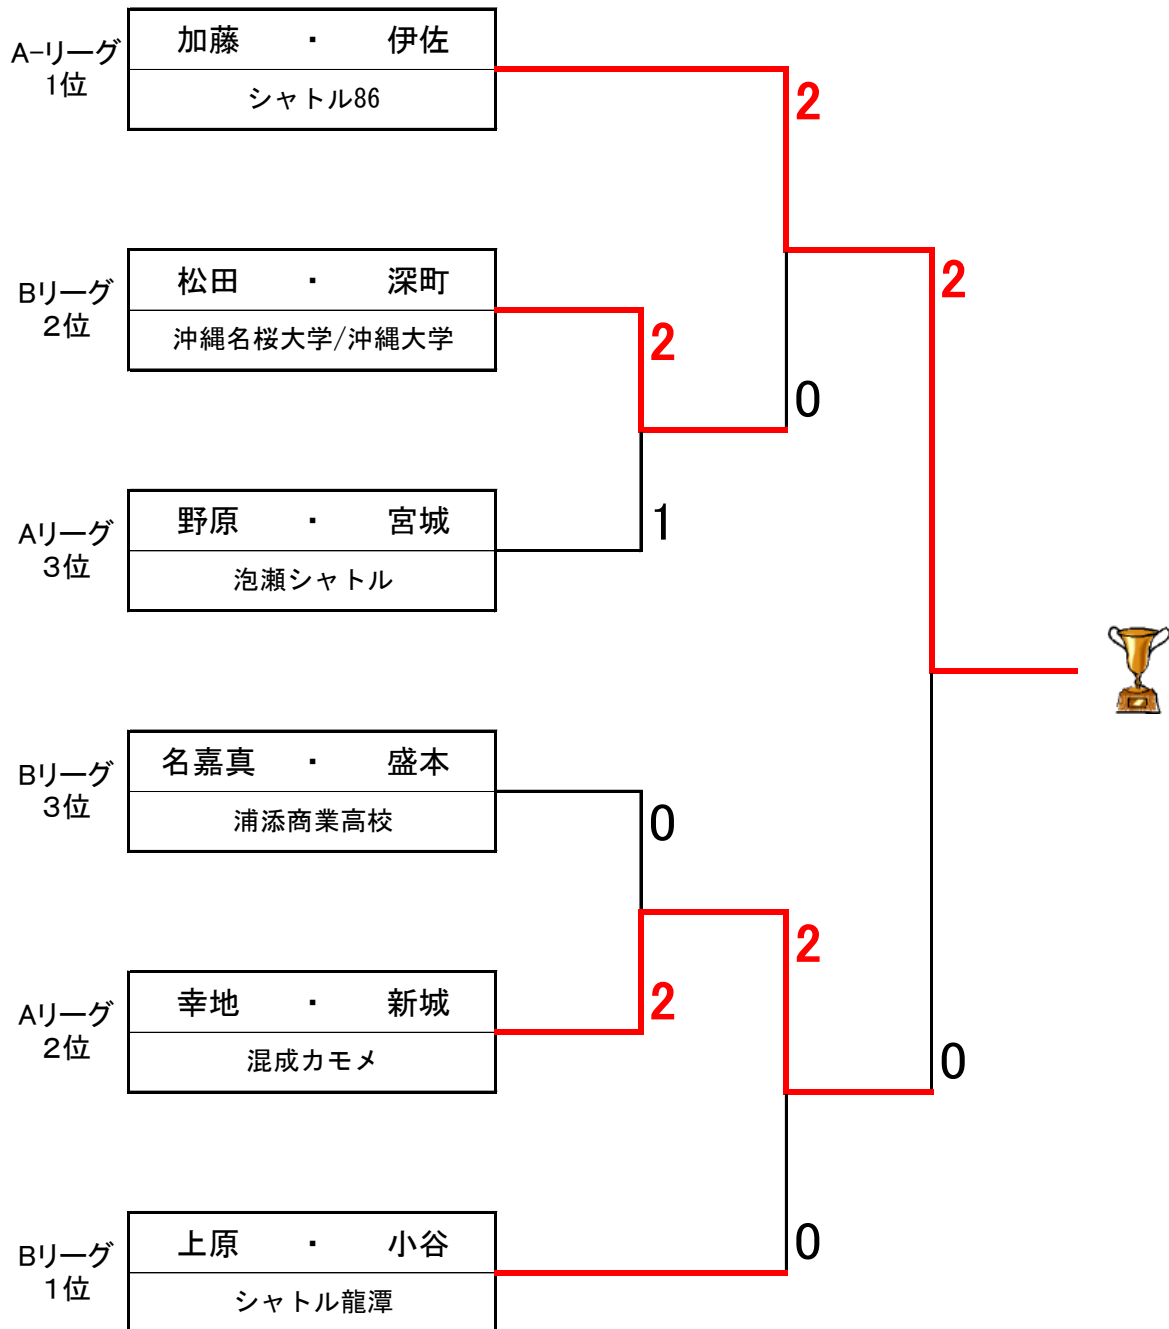 A-リーグ
1位
加藤 ・ 伊佐
シャトル86
2
2
Bリーグ
2位
松田 ・ 深町
沖縄名桜大学/沖縄大学
2
0
Aリーグ
3位
野原 ・ 宮城
泡瀬シャトル
1
Bリーグ
3位
名嘉真 ・ 盛本
浦添商業高校
0
2
Aリーグ
2位
幸地 ・ 新城
混成カモメ
2
0
Bリーグ
1位
上原 ・ 小谷
シャトル龍潭
0